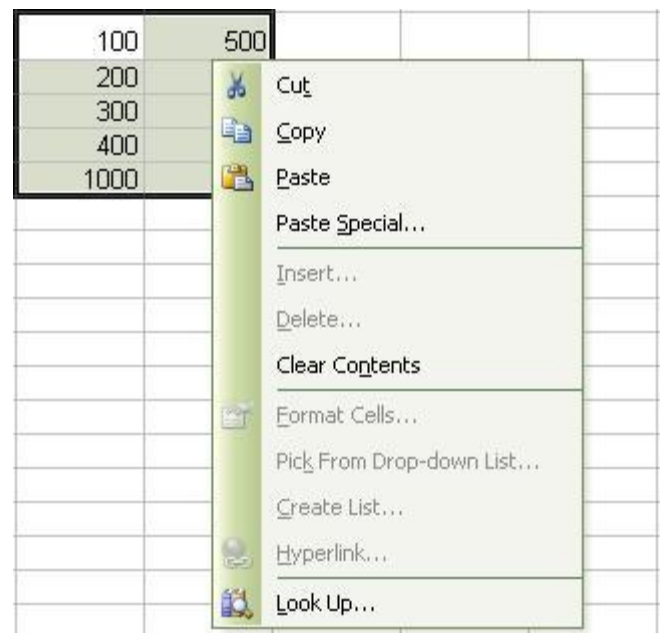 100 500
200
300
400
1000
Cut
Copy
Paste
Paste Special...
Insert...
Delete...
Clear Contents
Format Cells...
Pick From Drop-down List...
Create List...
Hyperlink...
Look Up...